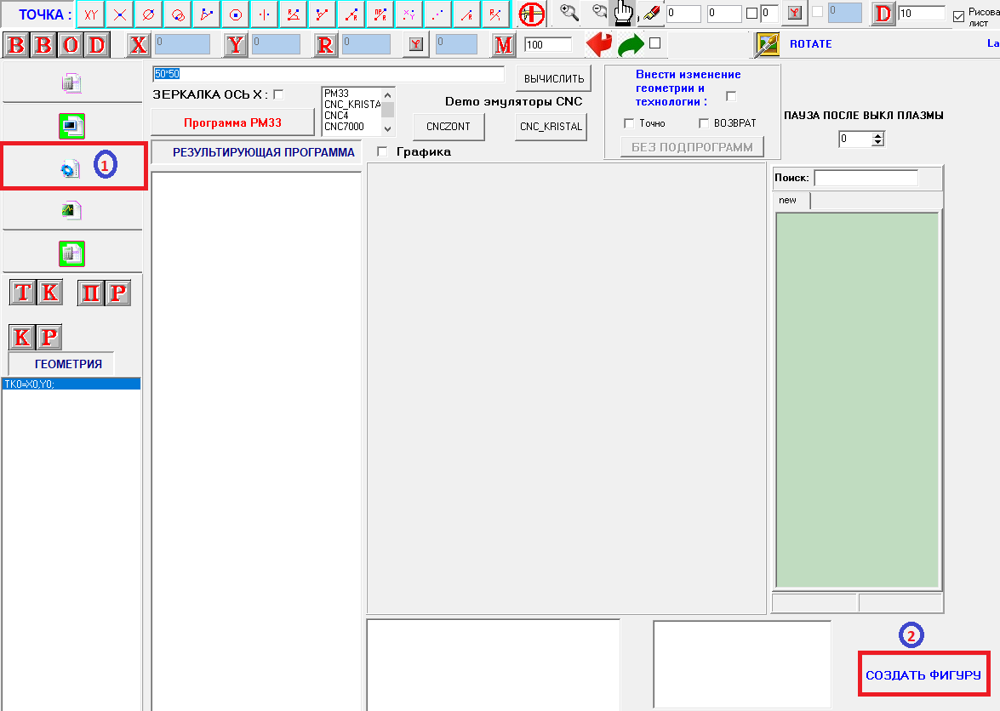 ТОЧКА : XY 0 0 0 Y 0 D 10 Рисова
лист
В В О D X 0 Y 0 R 0 Y 0 M 100 ROTATE La
50*50 ВЫЧИСЛИТЬ
ЗЕРКАЛКА ОСЬ X :
Программа РМ33
PM33
CNC_KRISTA
CNC4
CNC7000
Demo эмуляторы CNC
CNCZONT CNC_KRISTAL
Внести изменение
геометрии и
технологии :
Точно ВОЗВРАТ
БЕЗ ПОДПРОГРАММ
ПАУЗА ПОСЛЕ ВЫКЛ ПЛАЗМЫ
0
РЕЗУЛЬТИРУЮЩАЯ ПРОГРАММА Графика
1
Поиск:
new
Т К П Р
К Р
ГЕОМЕТРИЯ
TK0=X0,Y0;
2
СОЗДАТЬ ФИГУРУ